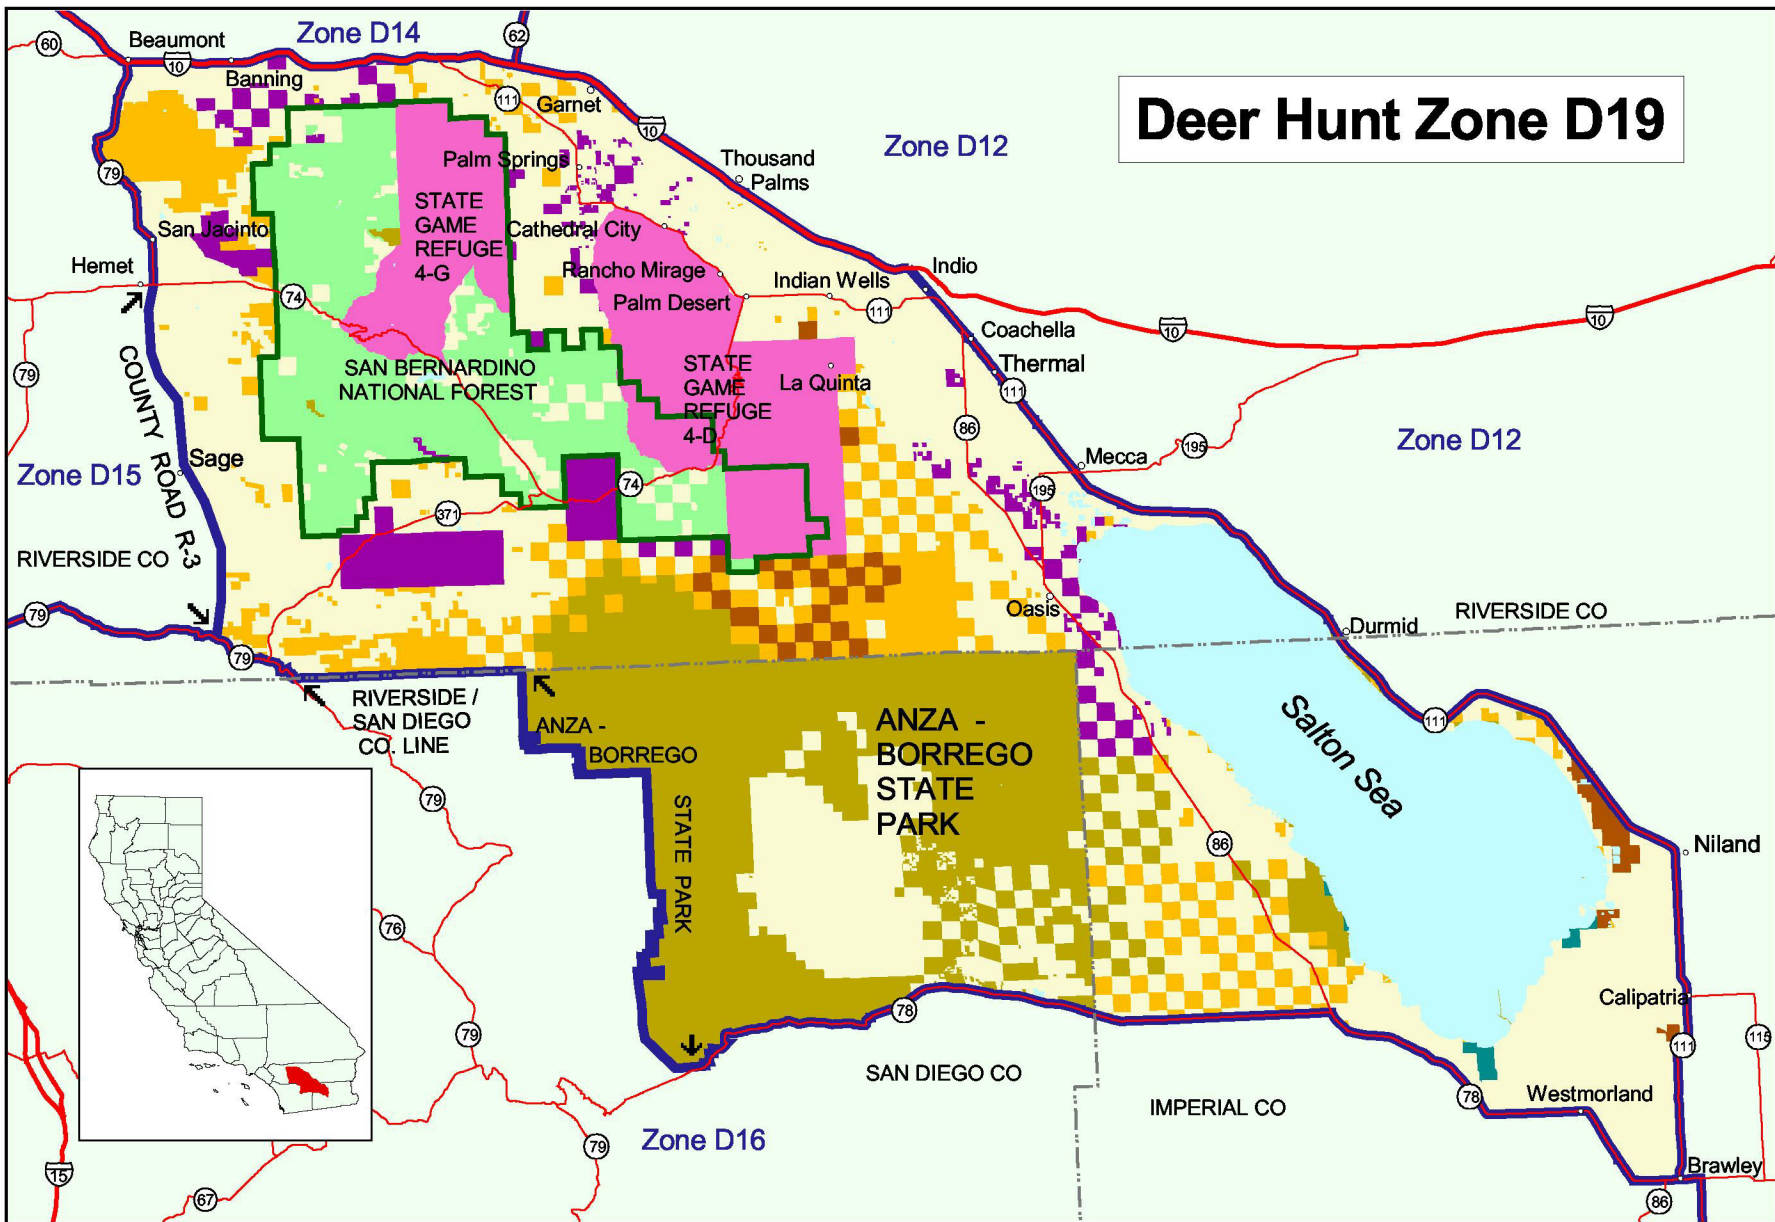 Deer Hunt Zone D19
Zone D14
60
Beaumont
10
62
Banning
111
Garnet
10
Zone D12
Palm Springs
Thousand
Palms
79
STATE
GAME
REFUGE
4-G
San Jacinto
Cathedral City
Hemet
Rancho Mirage
Indian Wells
Indio
74
Palm Desert
111
10
10
Coachella
79
SAN BERNARDINO
NATIONAL FOREST
STATE
GAME
REFUGE
4-D
La Quinta
Thermal
111
COUNTY ROAD R-3
86
Zone D12
195
Zone D15
Sage
Mecca
74
195
371
RIVERSIDE CO
79
Oasis
RIVERSIDE CO
Durmid
79
RIVERSIDE /
SAN DIEGO
CO. LINE
ANZA -
BORREGO
STATE PARK
ANZA -
BORREGO
STATE
PARK
Salton Sea
111
79
86
Niland
76
Calipatria
79
78
111
115
SAN DIEGO CO
IMPERIAL CO
78
Westmorland
Zone D16
79
15
67
Brawley
86